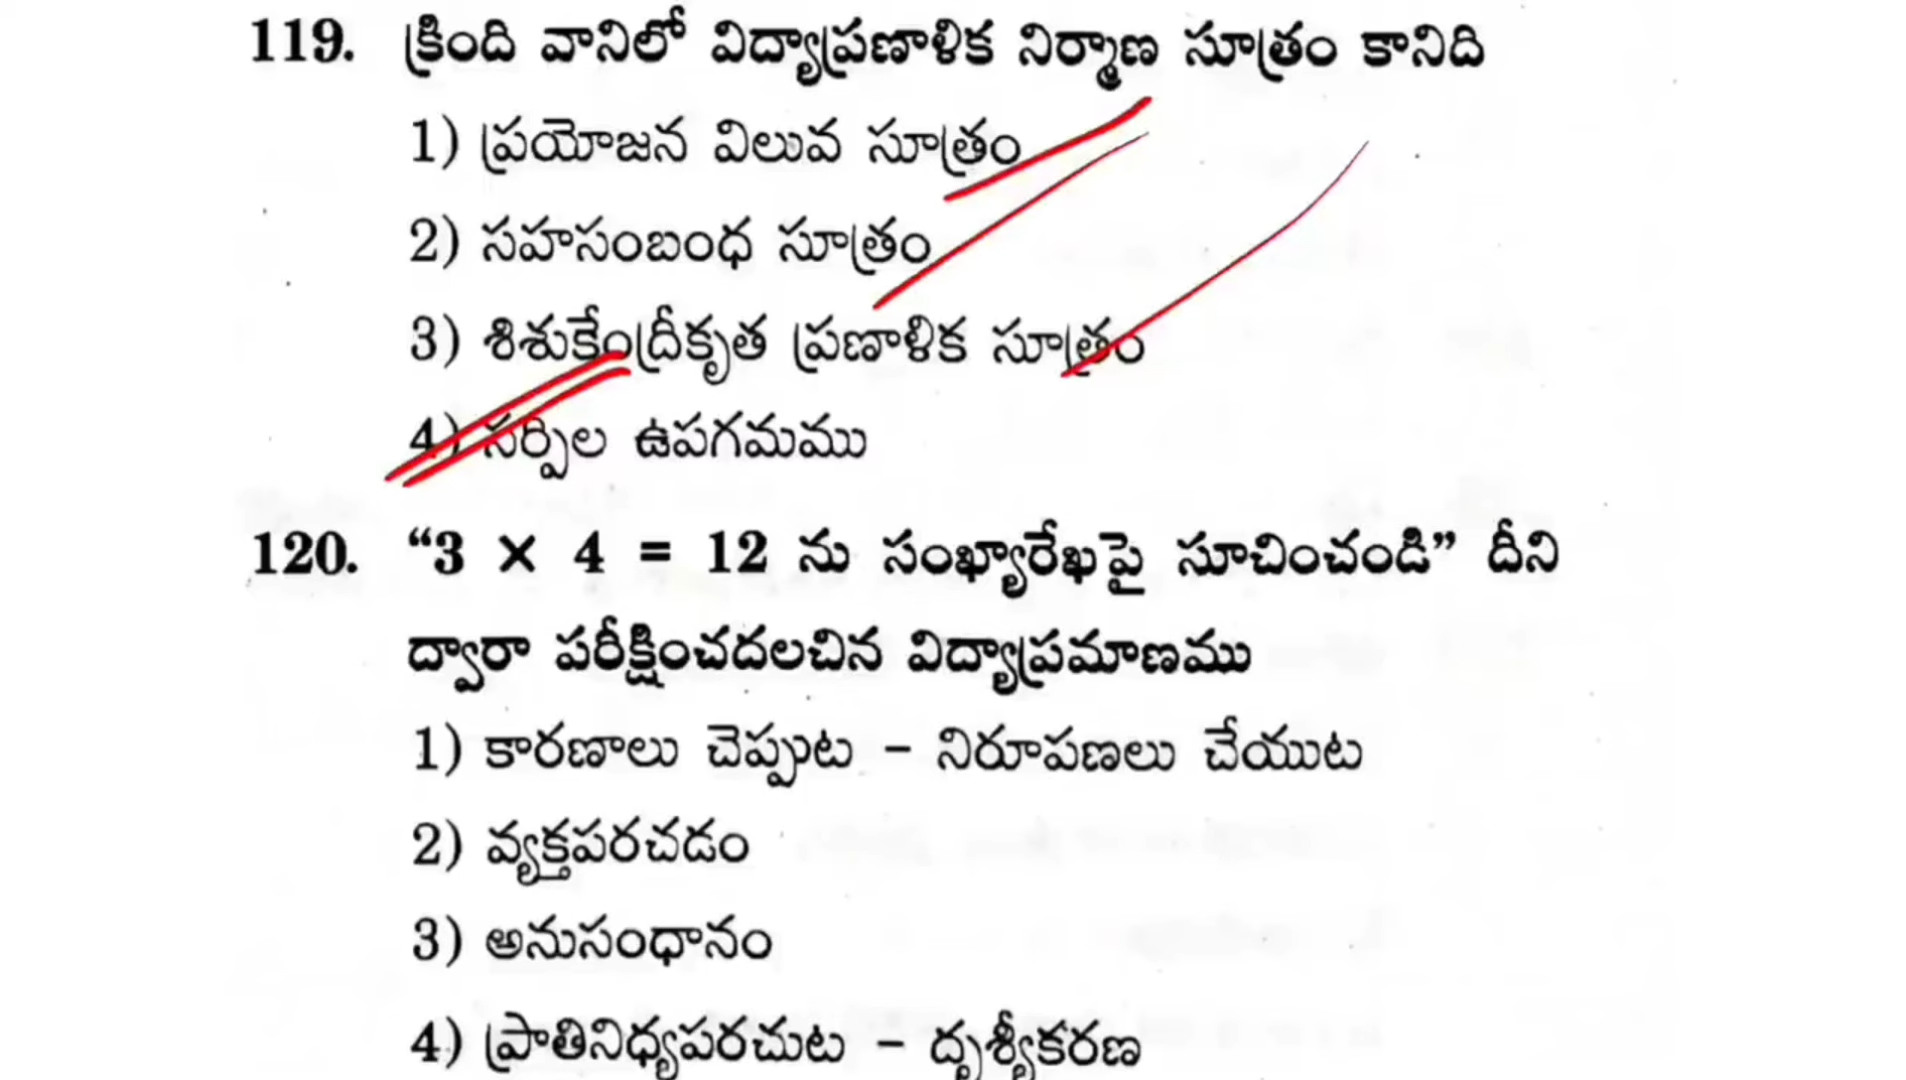 119. క్రింది వానిలో విద్యాప్రణాళిక నిర్మాణ సూత్రం కానిది
1) ప్రయోజన విలువ సూత్రం
2) సహసంబంధ సూత్రం
3) శిశుకేంద్రీకృత ప్రణాళిక సూత్రం
4) సర్పిల ఉపగమము
120. “3 × 4 = 12 ను సంఖ్యారేఖపై సూచించండి” దీని
ద్వారా పరీక్షించదలచిన విద్యాప్రమాణము
1) కారణాలు చెప్పుట – నిరూపణలు చేయుట
2) వ్యక్తపరచడం
3) అనుసంధానం
4) ప్రాతినిధ్యపరచుట – దృశ్యీకరణ